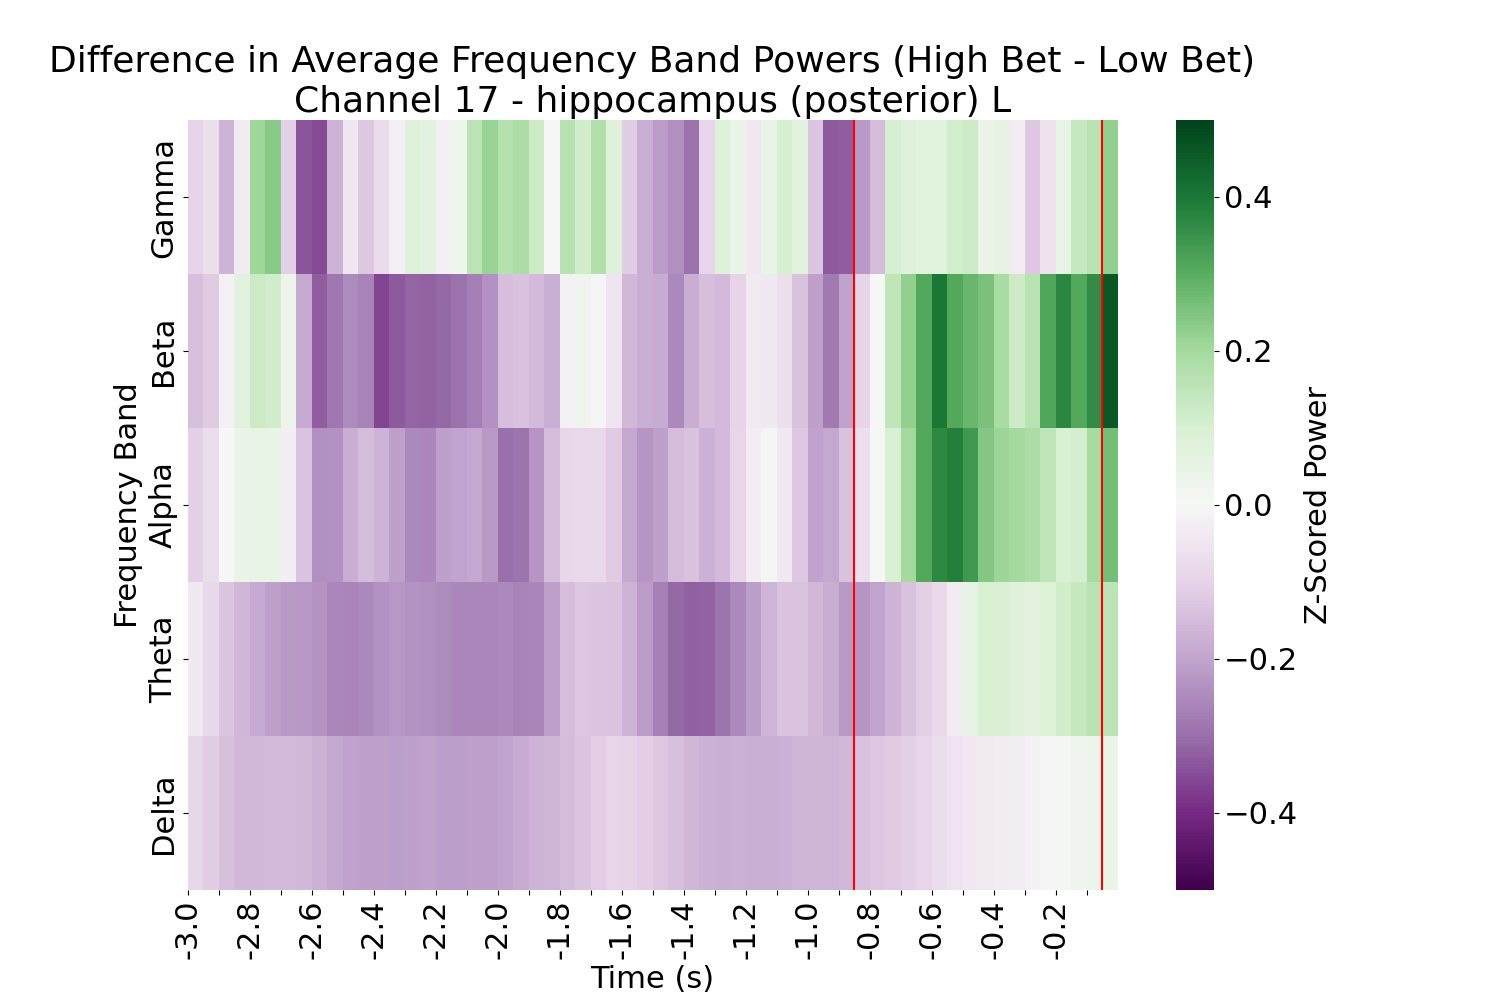 Difference in Average Frequency Band Powers (High Bet - Low Bet)
Channel 17 - hippocampus (posterior) L
Frequency Band
Gamma
Beta
Alpha
Theta
Delta
-3.0 -2.8 -2.6 -2.4 -2.2 -2.0 -1.8 -1.6 -1.4 -1.2 -1.0 -0.8 -0.6 -0.4 -0.2
Time (s)
0.4
0.2
0.0
−0.2
−0.4
Z-Scored Power